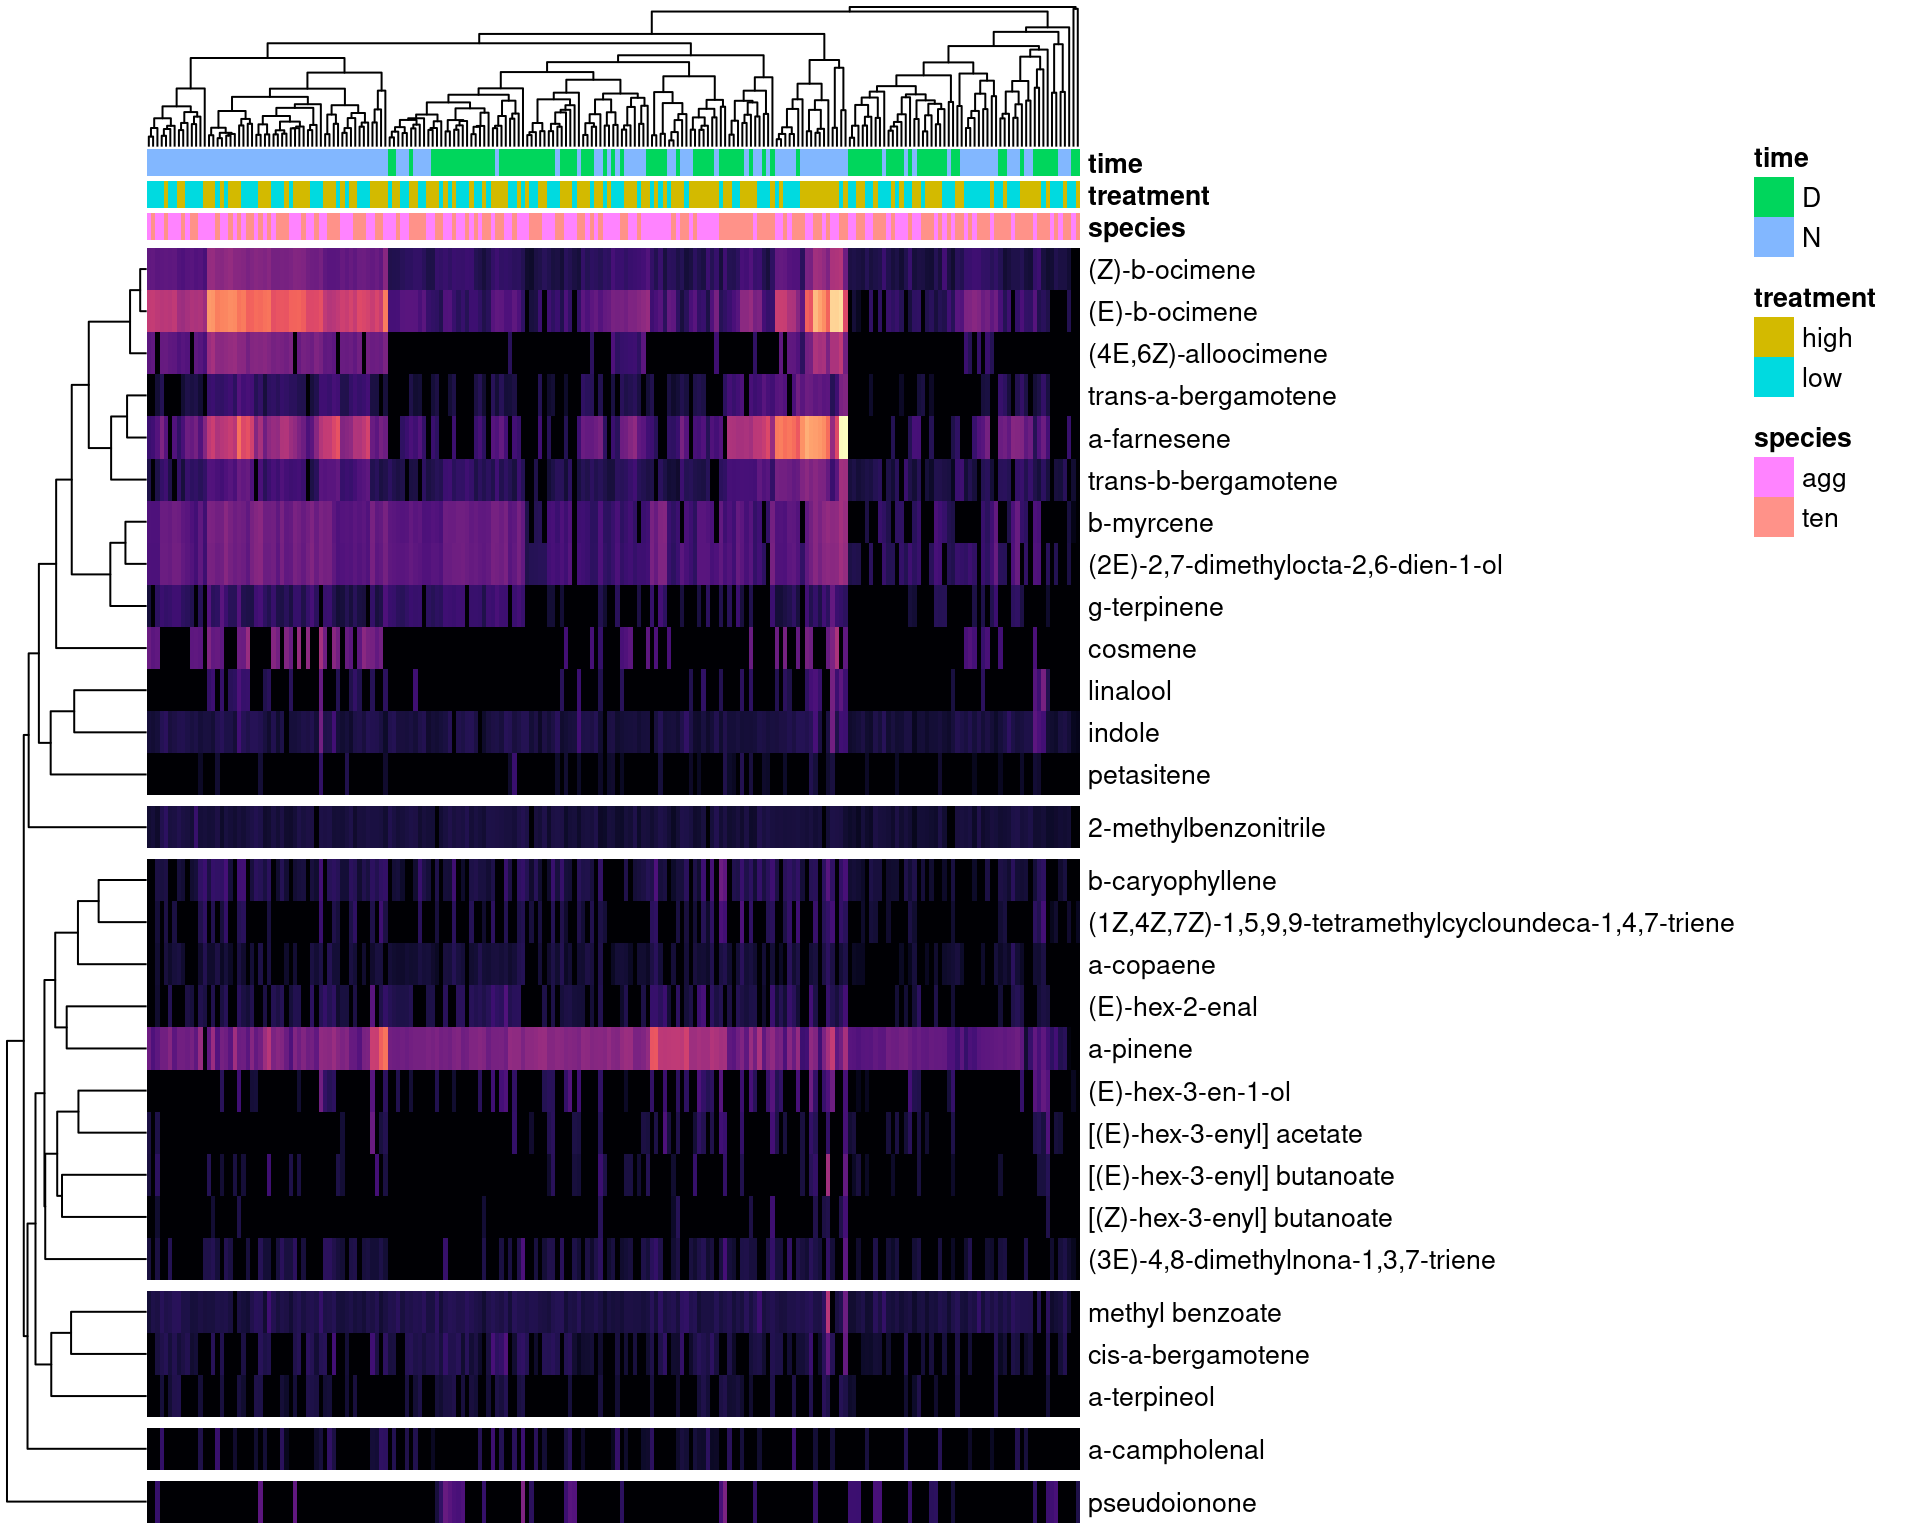 time
treatment
species
(Z)-b-ocimene
(E)-b-ocimene
(4E,6Z)-alloocimene
trans-a-bergamotene
a-farnesene
trans-b-bergamotene
b-myrcene
(2E)-2,7-dimethylocta-2,6-dien-1-ol
g-terpinene
cosmene
linalool
indole
petasitene
2-methylbenzonitrile
b-caryophyllene
(1Z,4Z,7Z)-1,5,9,9-tetramethylcycloundeca-1,4,7-triene
a-copaene
(E)-hex-2-enal
a-pinene
(E)-hex-3-en-1-ol
[(E)-hex-3-enyl] acetate
[(E)-hex-3-enyl] butanoate
[(Z)-hex-3-enyl] butanoate
(3E)-4,8-dimethylnona-1,3,7-triene
methyl benzoate
cis-a-bergamotene
a-terpineol
a-campholenal
pseudoionone
time
D
N
treatment
high
low
species
agg
ten